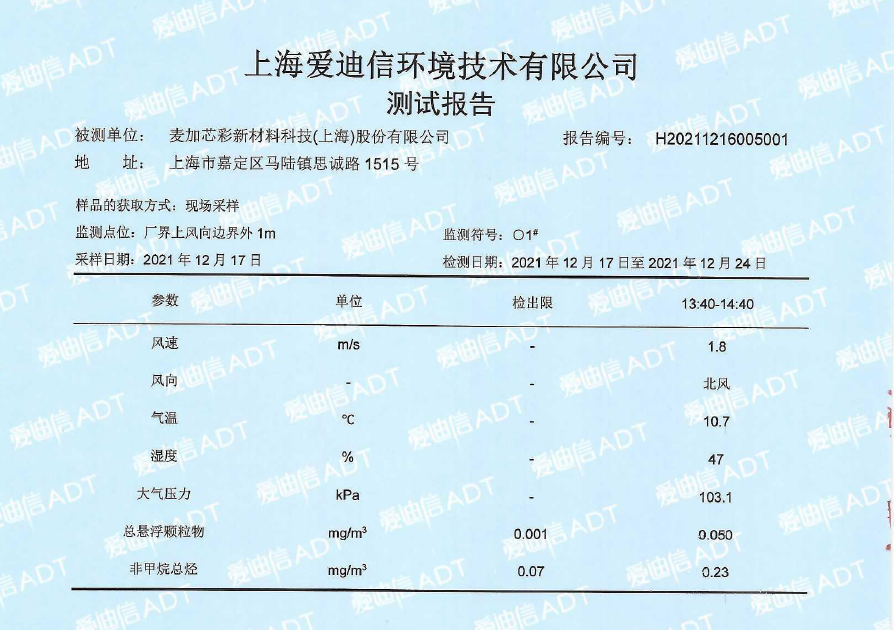 上海爱迪信环境技术有限公司
测试报告
被测单位： 麦加芯彩新材料科技(上海)股份有限公司 报告编号： H20211216005001
地 址： 上海市嘉定区马陆镇思诚路 1515 号
样品的获取方式：现场采样
监测点位：厂界上风向边界外 1m 监测符号：○1#
采样日期：2021 年 12 月 17 日 检测日期：2021 年 12 月 17 日至 2021 年 12 月 24 日
参数 单位 检出限 13:40-14:40
风速 m/s - 1.8
风向 - - 北风
气温 ℃ - 10.7
湿度 % - 47
大气压力 kPa - 103.1
总悬浮颗粒物 mg/m³ 0.001 0.050
非甲烷总烃 mg/m³ 0.07 0.23
爱迪信ADT